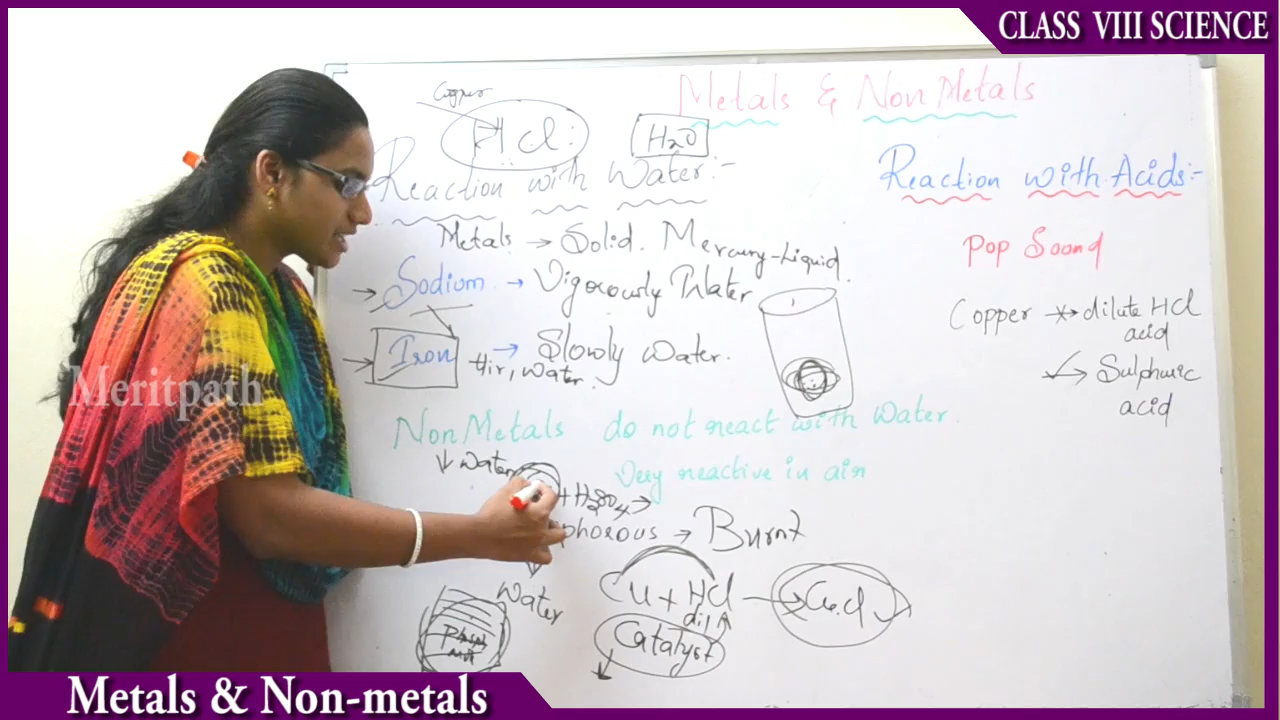 CLASS VIII SCIENCE
Metals & Non Metals
Copper
HCl
H2O
Reaction with Water:-
Metals → Solid. Mercury-Liquid
Sodium → Vigorously Water
Iron → Slowly Water.
Air, Water.
Non Metals do not react with Water.
↓ Water
Very reactive in air
+ H2SO4 →
phorous → Burnt
Water
Cu + HCl →
dil
Catalyst
Reaction with Acids:-
Pop Sound
Copper dilute HCl
acid
Sulphuric
acid
Meritpath
Metals & Non-metals